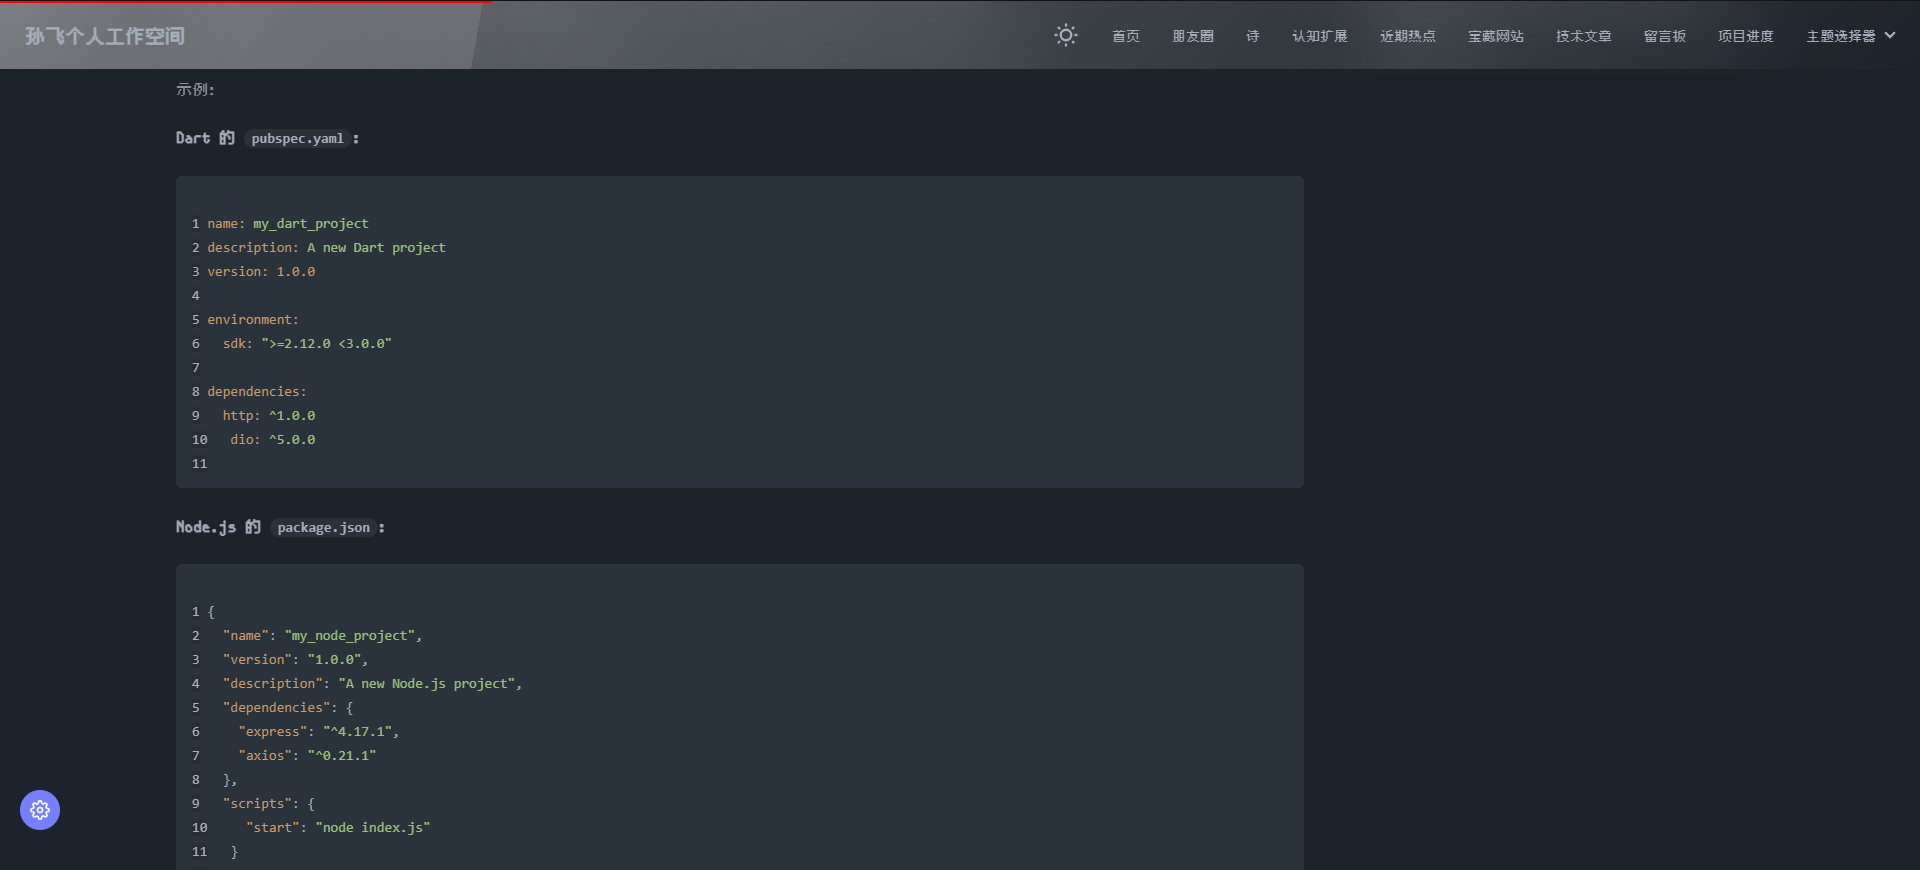 孙飞个人工作空间
首页 朋友圈 诗 认知扩展 近期热点 宝藏网站 技术文章 留言板 项目进度 主题选择器
示例:
Dart 的 pubspec.yaml:
1 name: my_dart_project
2 description: A new Dart project
3 version: 1.0.0
4
5 environment:
6   sdk: ">=2.12.0 <3.0.0"
7
8 dependencies:
9   http: ^1.0.0
10   dio: ^5.0.0
11
Node.js 的 package.json:
1 {
2   "name": "my_node_project",
3   "version": "1.0.0",
4   "description": "A new Node.js project",
5   "dependencies": {
6     "express": "^4.17.1",
7     "axios": "^0.21.1"
8   },
9   "scripts": {
10     "start": "node index.js"
11   }